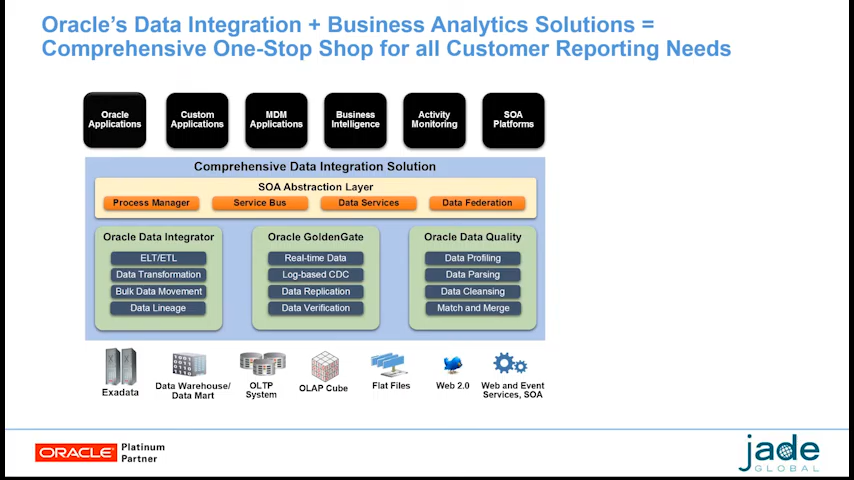 Oracle's Data Integration + Business Analytics Solutions =
Comprehensive One-Stop Shop for all Customer Reporting Needs
Oracle
Applications
Custom
Applications
MDM
Applications
Business
Intelligence
Activity
Monitoring
SOA
Platforms
Comprehensive Data Integration Solution
SOA Abstraction Layer
Process Manager
Service Bus
Data Services
Data Federation
Oracle Data Integrator
ELT/ETL
Data Transformation
Bulk Data Movement
Data Lineage
Oracle GoldenGate
Real-time Data
Log-based CDC
Data Replication
Data Verification
Oracle Data Quality
Data Profiling
Data Parsing
Data Cleansing
Match and Merge
Exadata
Data Warehouse/
Data Mart
OLTP
System
OLAP Cube
Flat Files
Web 2.0
Web and Event
Services, SOA
ORACLE
Platinum
Partner
jade
GLOBAL